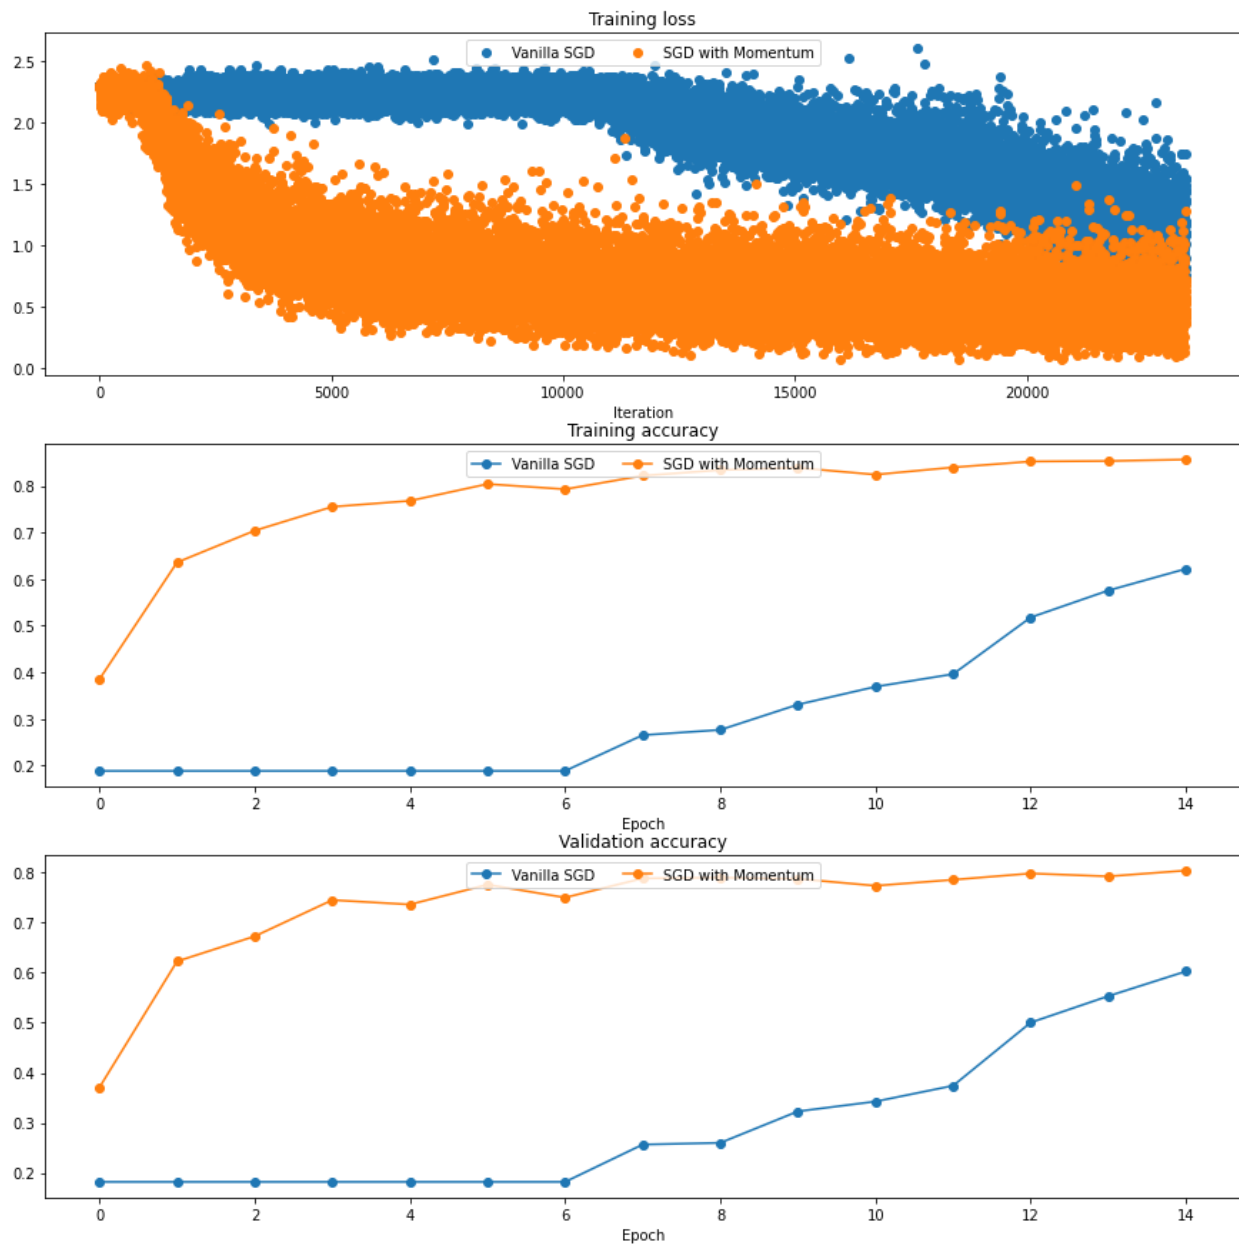 Training loss
Vanilla SGD SGD with Momentum
2.5
2.0
1.5
1.0
0.5
0.0
0 5000 10000 15000 20000
Iteration
Training accuracy
Vanilla SGD SGD with Momentum
0.8
0.7
0.6
0.5
0.4
0.3
0.2
0 2 4 6 8 10 12 14
Epoch
Validation accuracy
Vanilla SGD SGD with Momentum
0.8
0.7
0.6
0.5
0.4
0.3
0.2
0 2 4 6 8 10 12 14
Epoch